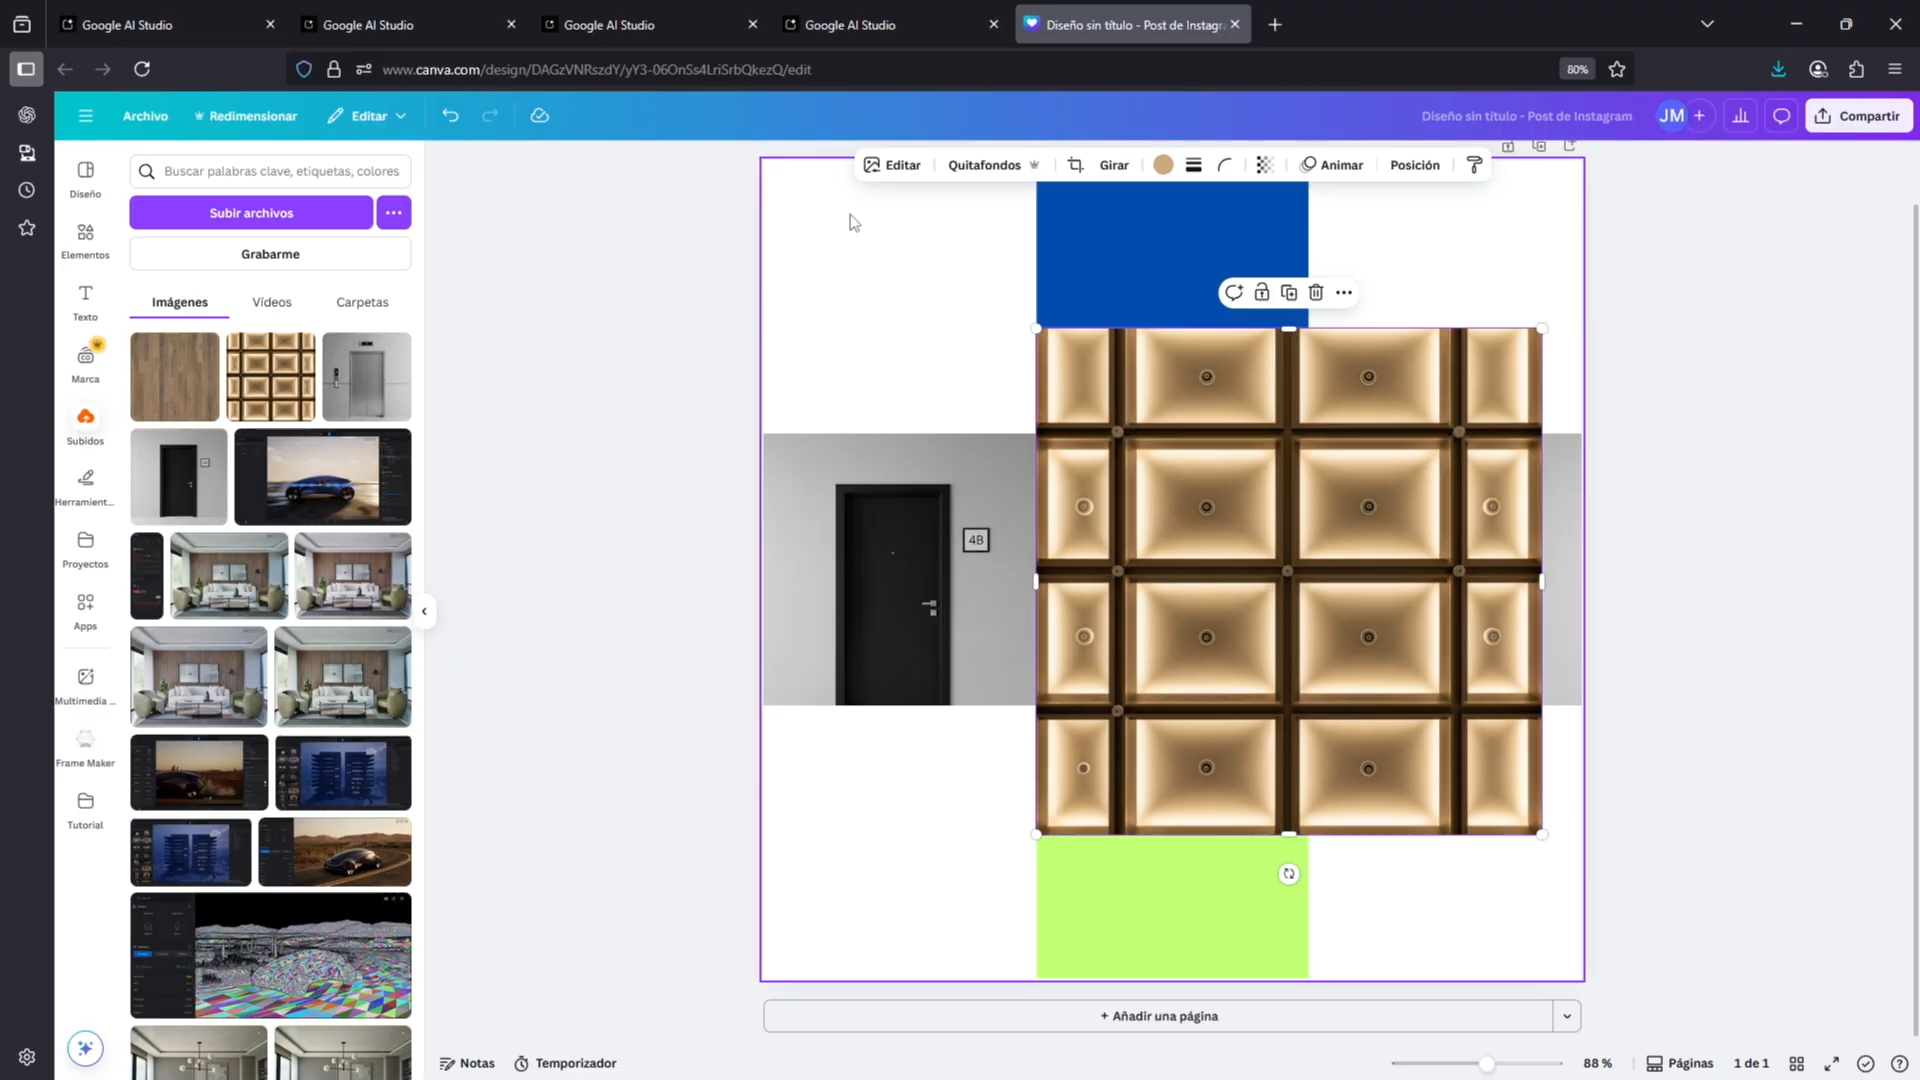 Google AI Studio
Google AI Studio
Google AI Studio
Google AI Studio
Diseño sin título - Post de Instagr
www.canva.com/design/DAGzVNRszdY/yY3-06OnSs4LriSrbQkezQ/edit
80%
Archivo
Redimensionar
Editar
Diseño sin título - Post de Instagram
JM
Compartir
Diseño
Elementos
Texto
Marca
Subidos
Herramient...
Proyectos
Apps
Multimedia ...
Frame Maker
Tutorial
Buscar palabras clave, etiquetas, colores
Subir archivos
Grabarme
Imágenes
Vídeos
Carpetas
Editar
Quitafondos
Girar
Animar
Posición
4B
+ Añadir una página
Notas
Temporizador
88 %
Páginas
1 de 1